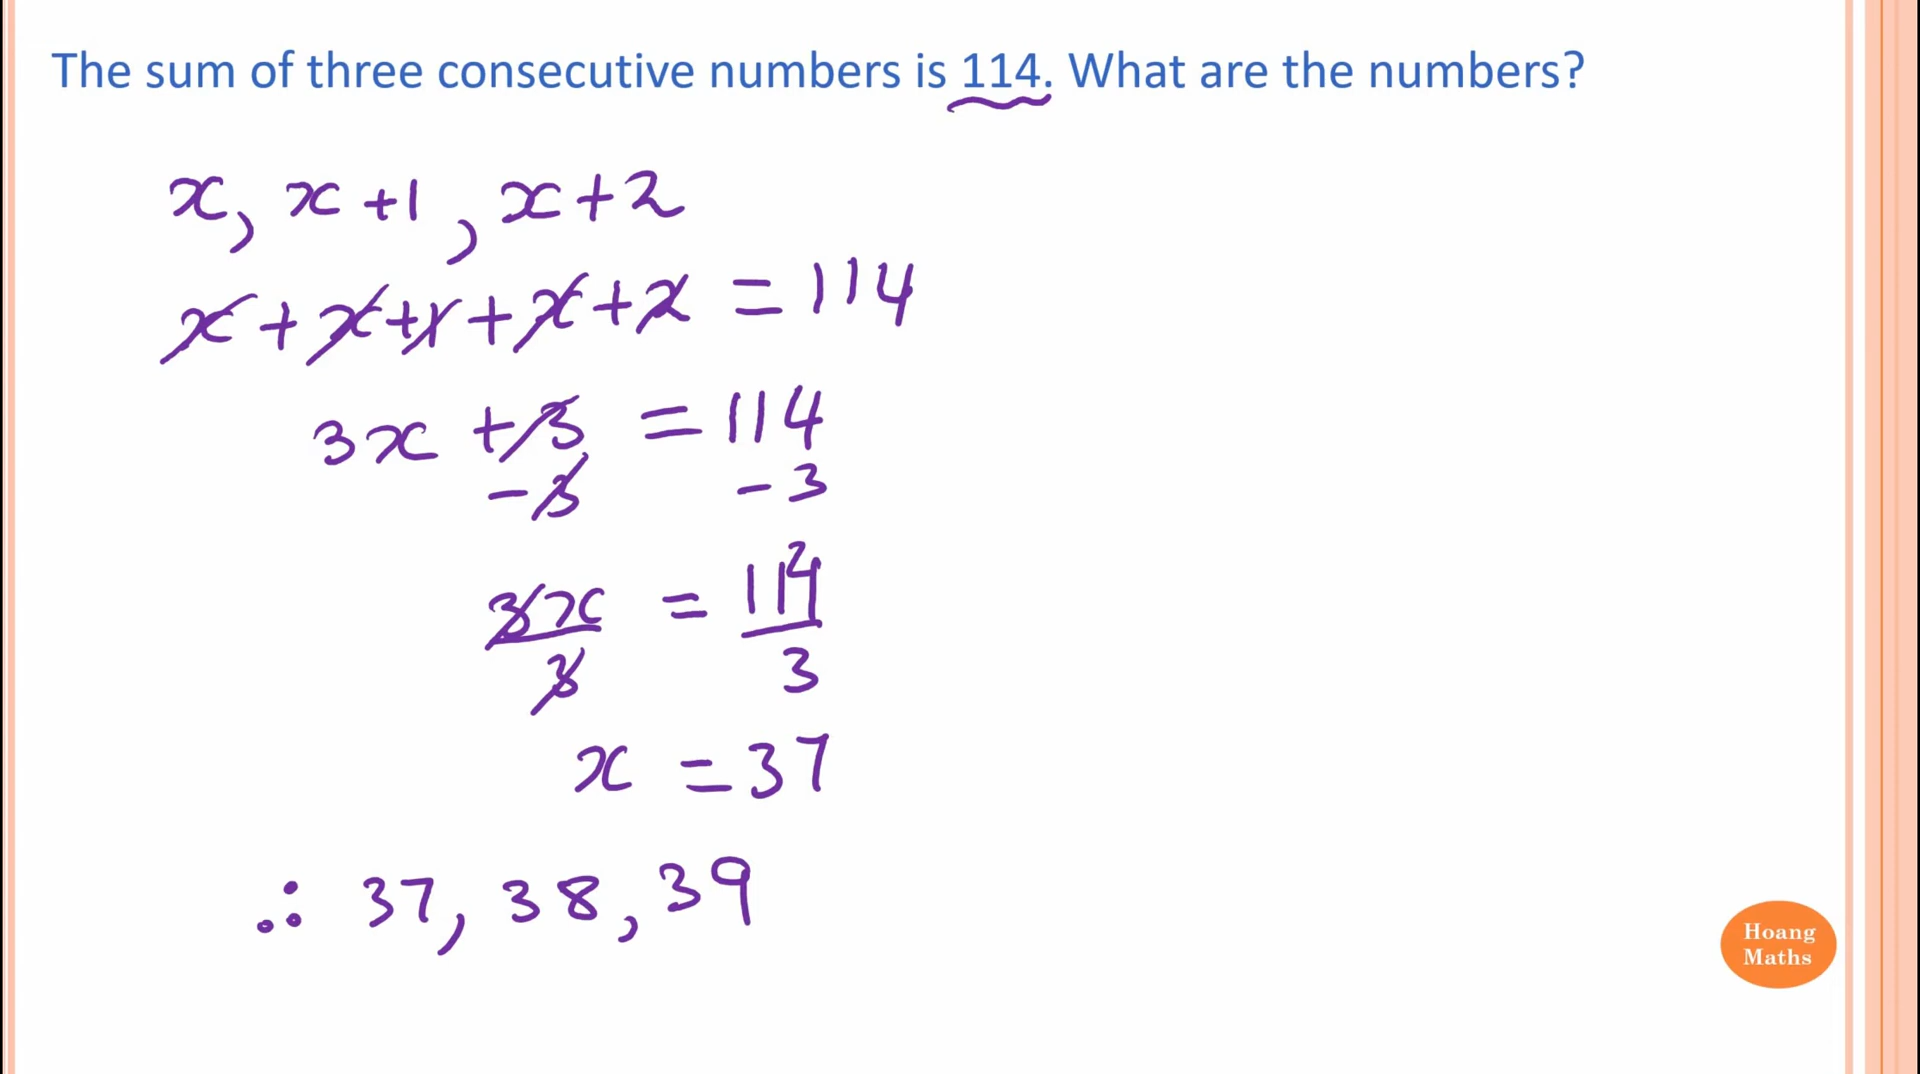 The sum of three consecutive numbers is 114. What are the numbers?
x, x+1, x+2
x+x+1+x+2 = 114
3x +3 = 114
-3 -3
3x = 114
3 3
x = 37
∴ 37, 38, 39
Hoang
Maths